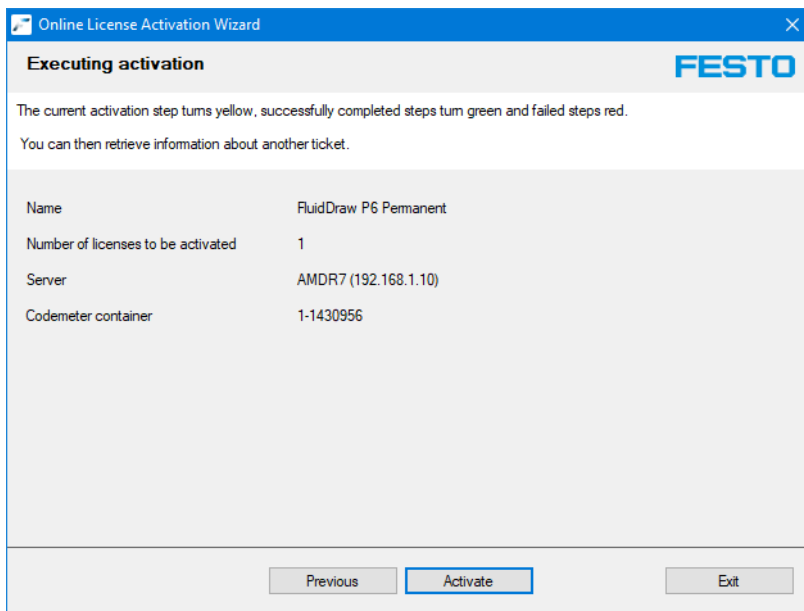 Online License Activation Wizard
Executing activation
FESTO
The current activation step turns yellow, successfully completed steps turn green and failed steps red.
You can then retrieve information about another ticket.
Name FluidDraw P6 Permanent
Number of licenses to be activated 1
Server AMDR7 (192.168.1.10)
Codemeter container 1-1430956
Previous Activate Exit